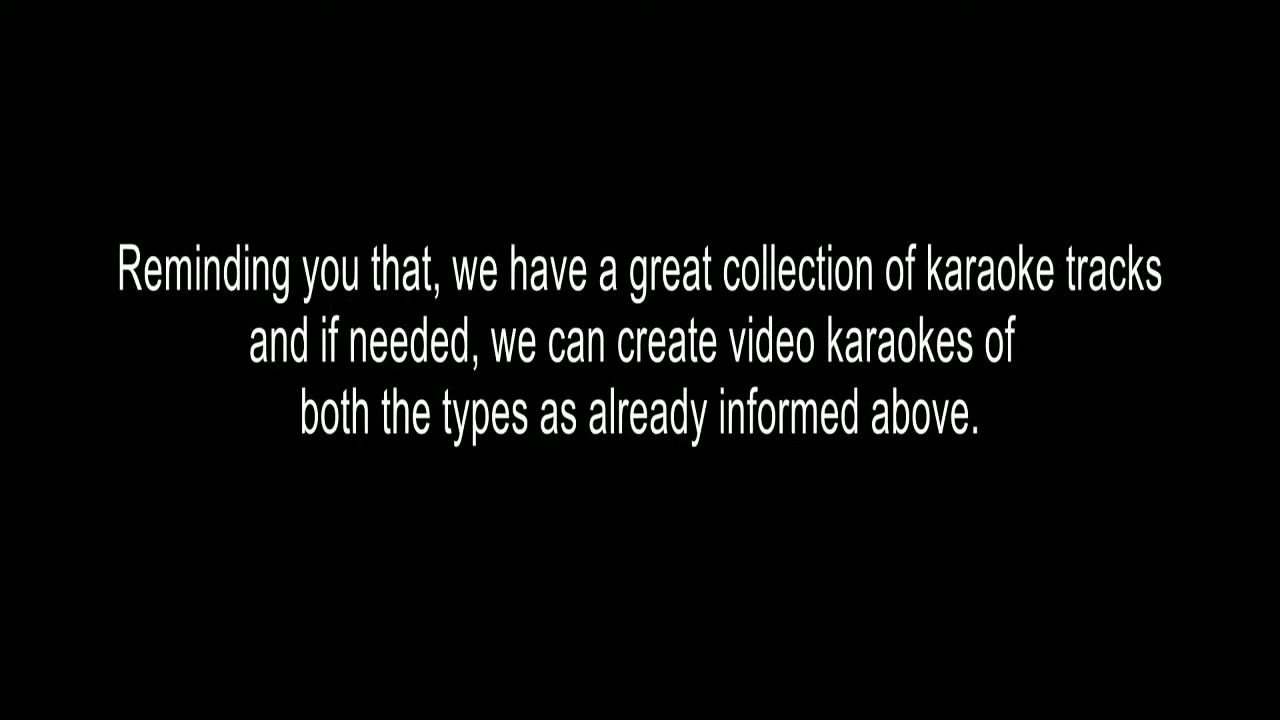 Reminding you that, we have a great collection of karaoke tracks
and if needed, we can create video karaokes of
both the types as already informed above.